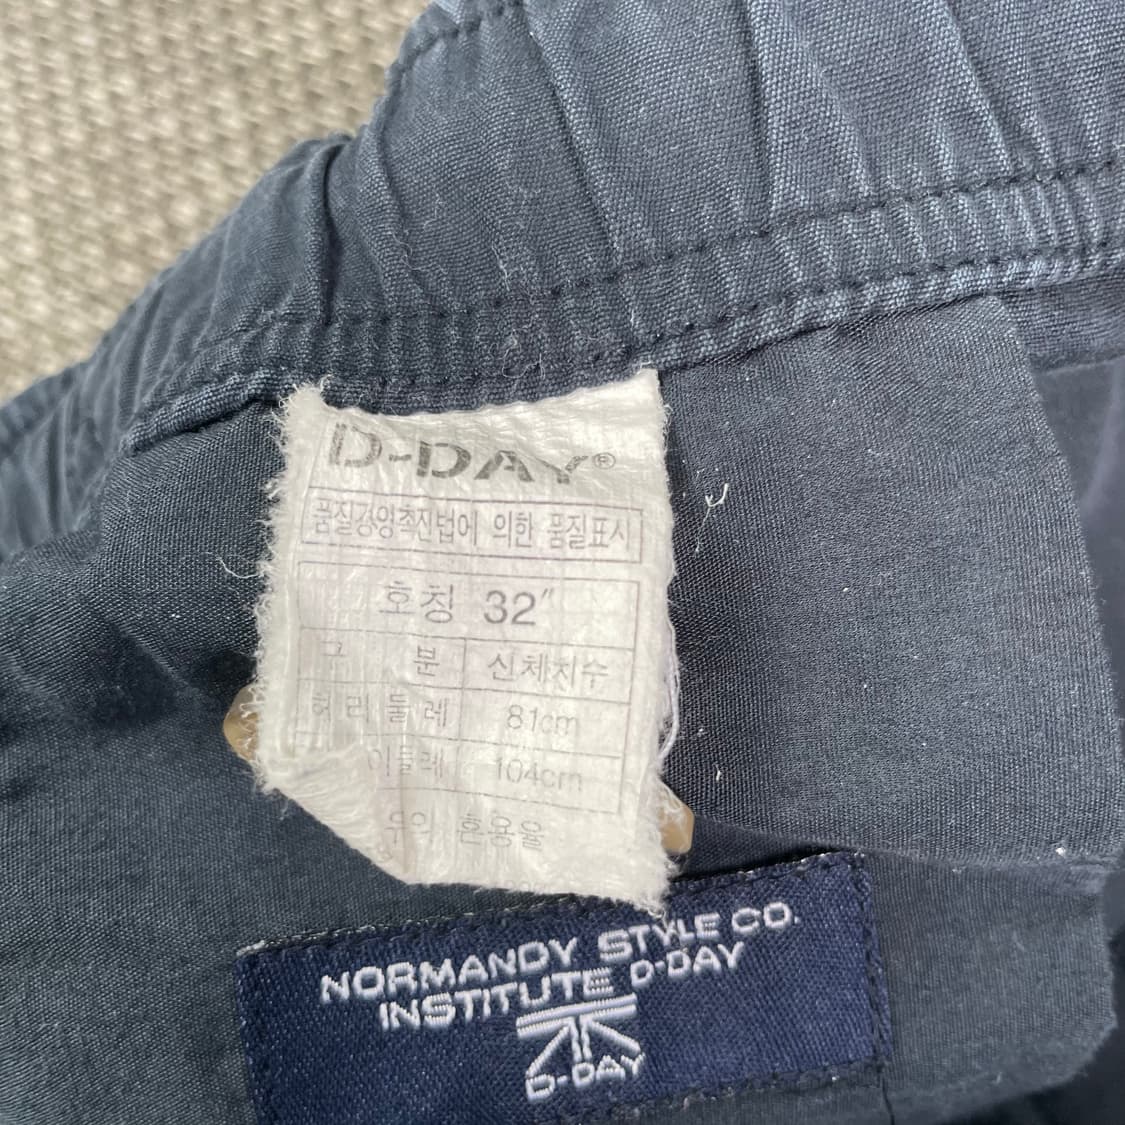 D-DAY®
품질경영촉진법에 의한 품질표시
호칭 32"
구 분 신체치수
허리둘레 81cm
이둘레 104cm
혼용율
NORMANDY STYLE CO.
INSTITUTE D-DAY
D-DAY